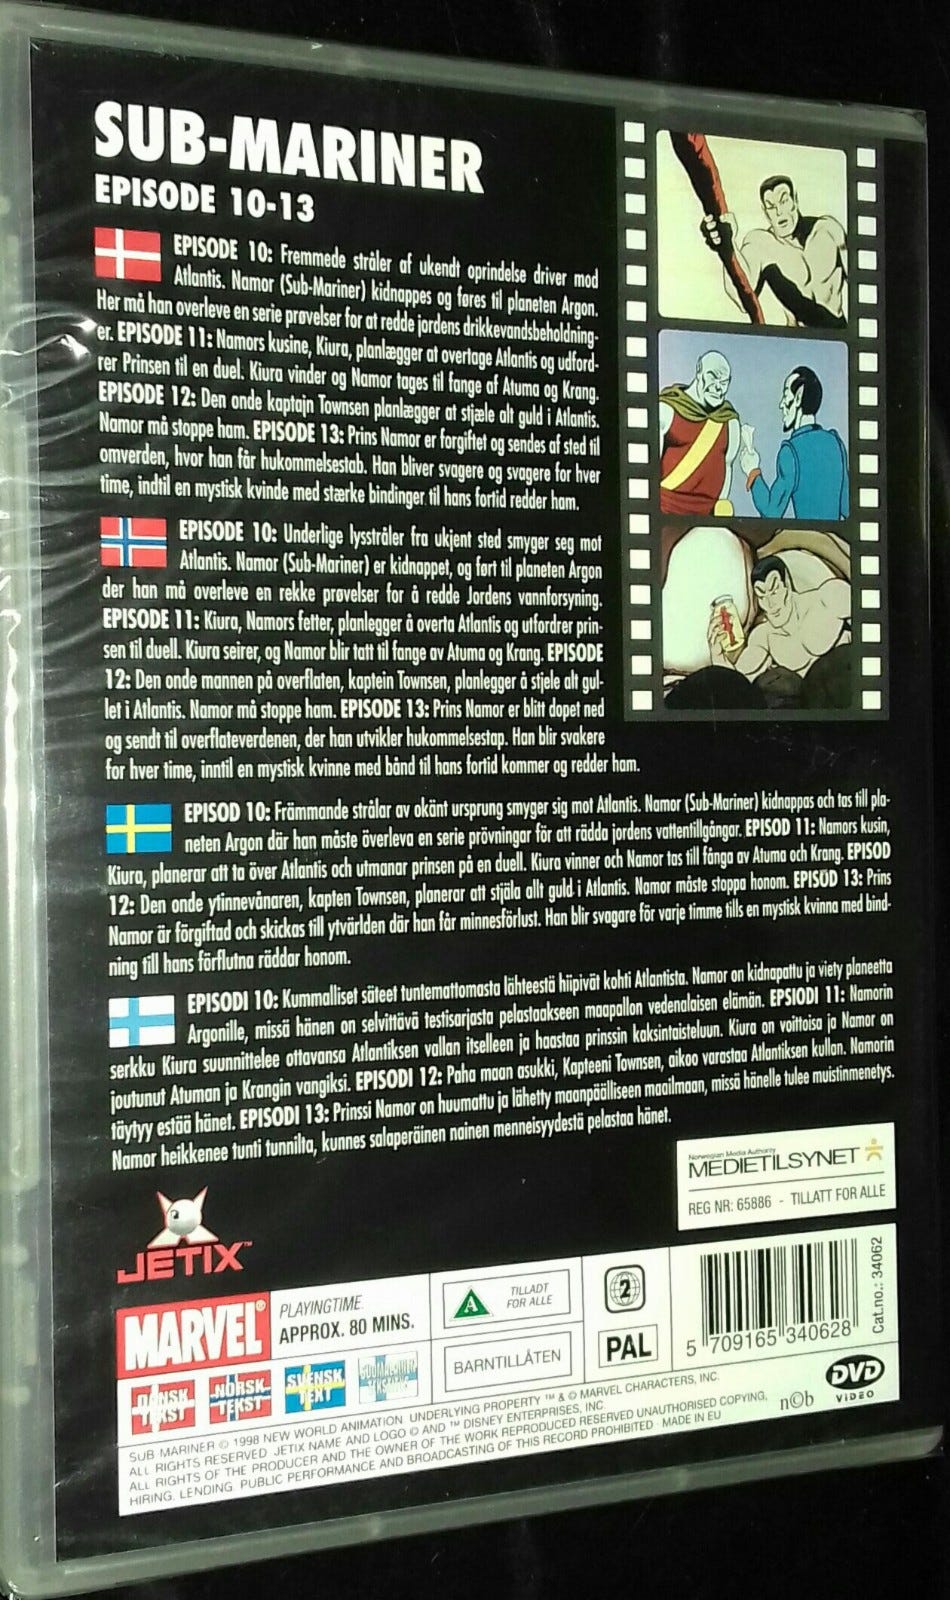 SUB-MARINER
EPISODE 10-13
EPISODE 10: Fremmede stråler af ukendt oprindelse driver mod
Atlantis. Namor (Sub-Mariner) kidnappes og føres til planeten Argon.
Her må han overleve en serie prøvelser for at redde jordens drikkevandsbeholdning-
er. EPISODE 11: Namors kusine, Kiura, planlægger at overtage Atlantis og udford-
rer Prinsen til en duel. Kiura vinder og Namor tages til fange af Atuma og Krang.
EPISODE 12: Den onde kaptajn Townsen planlægger at stjæle alt guld i Atlantis.
Namor må stoppe ham. EPISODE 13: Prins Namor er forgiftet og sendes af sted til
omverden, hvor han får hukommelsestab. Han bliver svagere og svagere for hver
time, indtil en mystisk kvinde med stærke bindinger til hans fortid redder ham.
EPISODE 10: Underlige lysstråler fra ukjent sted smyger seg mot
Atlantis. Namor (Sub-Mariner) er kidnappet, og ført til planeten Argon
der han må overleve en rekke prøvelser for å redde Jordens vannforsyning.
EPISODE 11: Kiura, Namors fetter, planlegger å overta Atlantis og utfordrer prin-
sen til duell. Kiura seirer, og Namor blir tatt til fange av Atuma og Krang. EPISODE
12: Den onde mannen på overflaten, kaptein Townsen, planlegger å stjele alt gul-
let i Atlantis. Namor må stoppe ham. EPISODE 13: Prins Namor er blitt dopet ned
og sendt til overflateverdenen, der han utvikler hukommelsestap. Han blir svakere
for hver time, inntil en mystisk kvinne med bånd til hans fortid kommer og redder ham.
EPISOD 10: Främmande strålar av okänt ursprung smyger sig mot Atlantis. Namor (Sub-Mariner) kidnappas och tas till pla-
neten Argon där han måste överleva en serie prövningar för att rädda jordens vattentillgångar. EPISOD 11: Namors kusin,
Kiura, planerar att ta över Atlantis och utmanar prinsen på en duell. Kiura vinner och Namor tas till fånga av Atuma och Krang. EPISOD
12: Den onde ytinnevånaren, kapten Townsen, planerar att stjäla allt guld i Atlantis. Namor måste stoppa honom. EPISOD 13: Prins
Namor är förgiftad och skickas till ytvärlden där han får minnesförlust. Han blir svagare för varje timme tills en mystisk kvinna med bind-
ning till hans förflutna räddar honom.
EPISODI 10: Kummalliset säteet tuntemattomasta lähteestä hiipivät kohti Atlantista. Namor on kidnapattu ja viety planeetta
Argonille, missä hänen on selvittävä testisarjasta pelastaakseen maapallon vedenalaisen elämän. EPSIODI 11: Namorin
serkku Kiura suunnittelee ottavansa Atlantiksen vallan itselleen ja haastaa prinssin kaksintaisteluun. Kiura on voittoisa ja Namor on
joutunut Atuman ja Krangin vangiksi. EPISODI 12: Paha maan asukki, Kapteeni Townsen, aikoo varastaa Atlantiksen kullan. Namorin
täytyy estää hänet. EPISODI 13: Prinssi Namor on huumattu ja lähetty maanpäälliseen maailmaan, missä hänelle tulee muistinmenetys.
Namor heikkenee tunti tunnilta, kunnes salaperäinen nainen menneisyydestä pelastaa hänet.
Norwegian Media Authority
MEDIETILSYNET
REG NR: 65886 - TILLATT FOR ALLE
JETIX™
MARVEL®
PLAYINGTIME
APPROX. 80 MINS.
A TILLADT
FOR ALLE
BARNTILLÅTEN
2
PAL
5 709165 340628
Cat.no.: 34062
DANSK
TEKST
NORSK
TEKST
SVENSK
TEXT
DVD
VIDEO
n©b
SUB MARINER © 1998 NEW WORLD ANIMATION. UNDERLYING PROPERTY ™ & © MARVEL CHARACTERS, INC.
ALL RIGHTS RESERVED. JETIX NAME AND LOGO © AND ™ DISNEY ENTERPRISES, INC.
ALL RIGHTS OF THE PRODUCER AND THE OWNER OF THE WORK REPRODUCED RESERVED UNAUTHORISED COPYING,
HIRING. LENDING. PUBLIC PERFORMANCE AND BROADCASTING OF THIS RECORD PROHIBITED · MADE IN EU